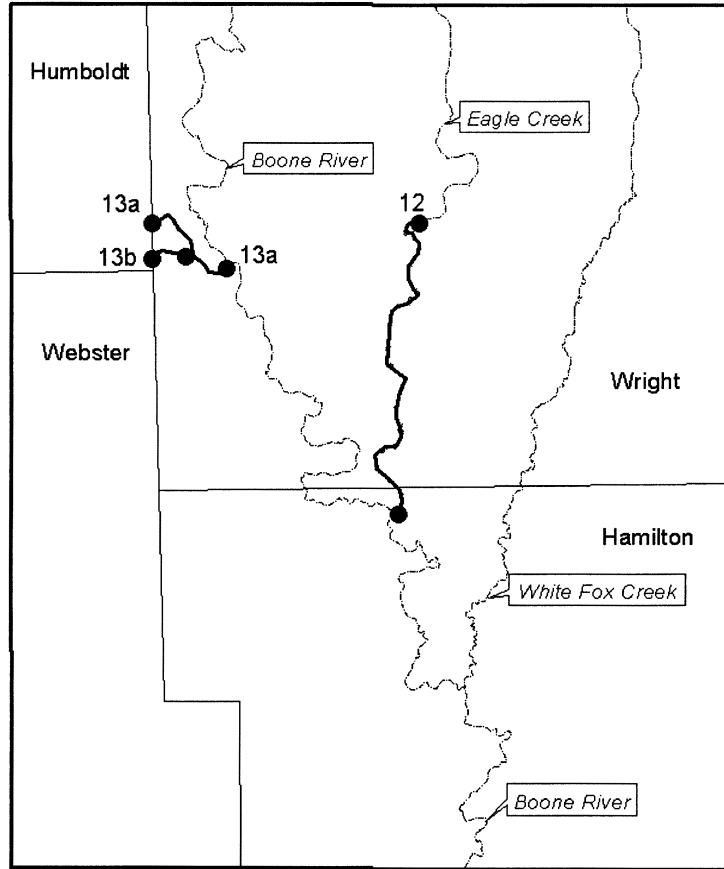 Humboldt
Eagle Creek
Boone River
13a
12
13b
13a
Webster
Wright
Hamilton
White Fox Creek
Boone River